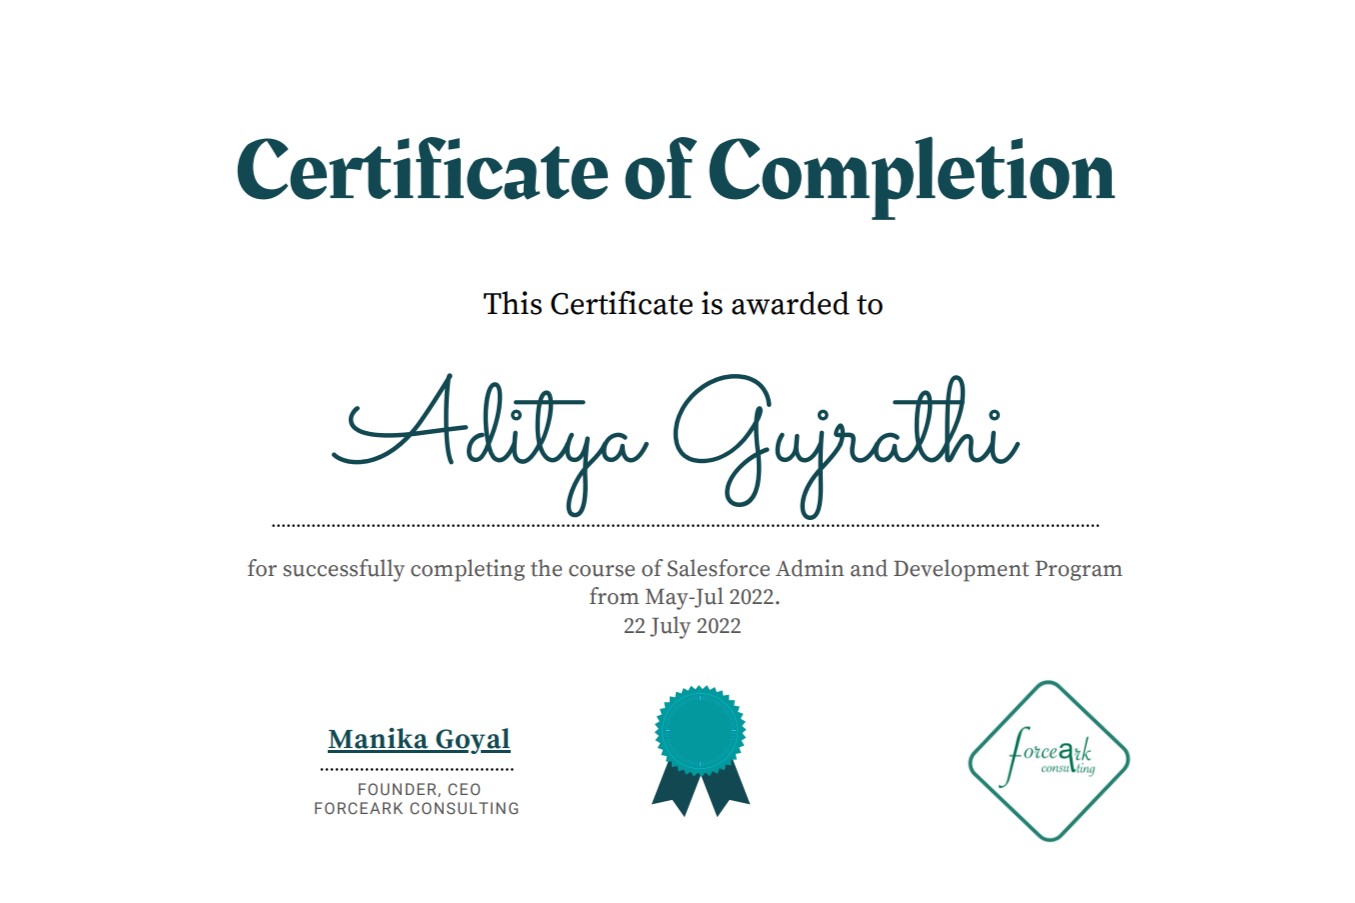 Certificate of Completion
This Certificate is awarded to
Aditya Gujrathi
for successfully completing the course of Salesforce Admin and Development Program
from May-Jul 2022.
22 July 2022
Manika Goyal
FOUNDER, CEO
FORCEARK CONSULTING
forceark
consulting